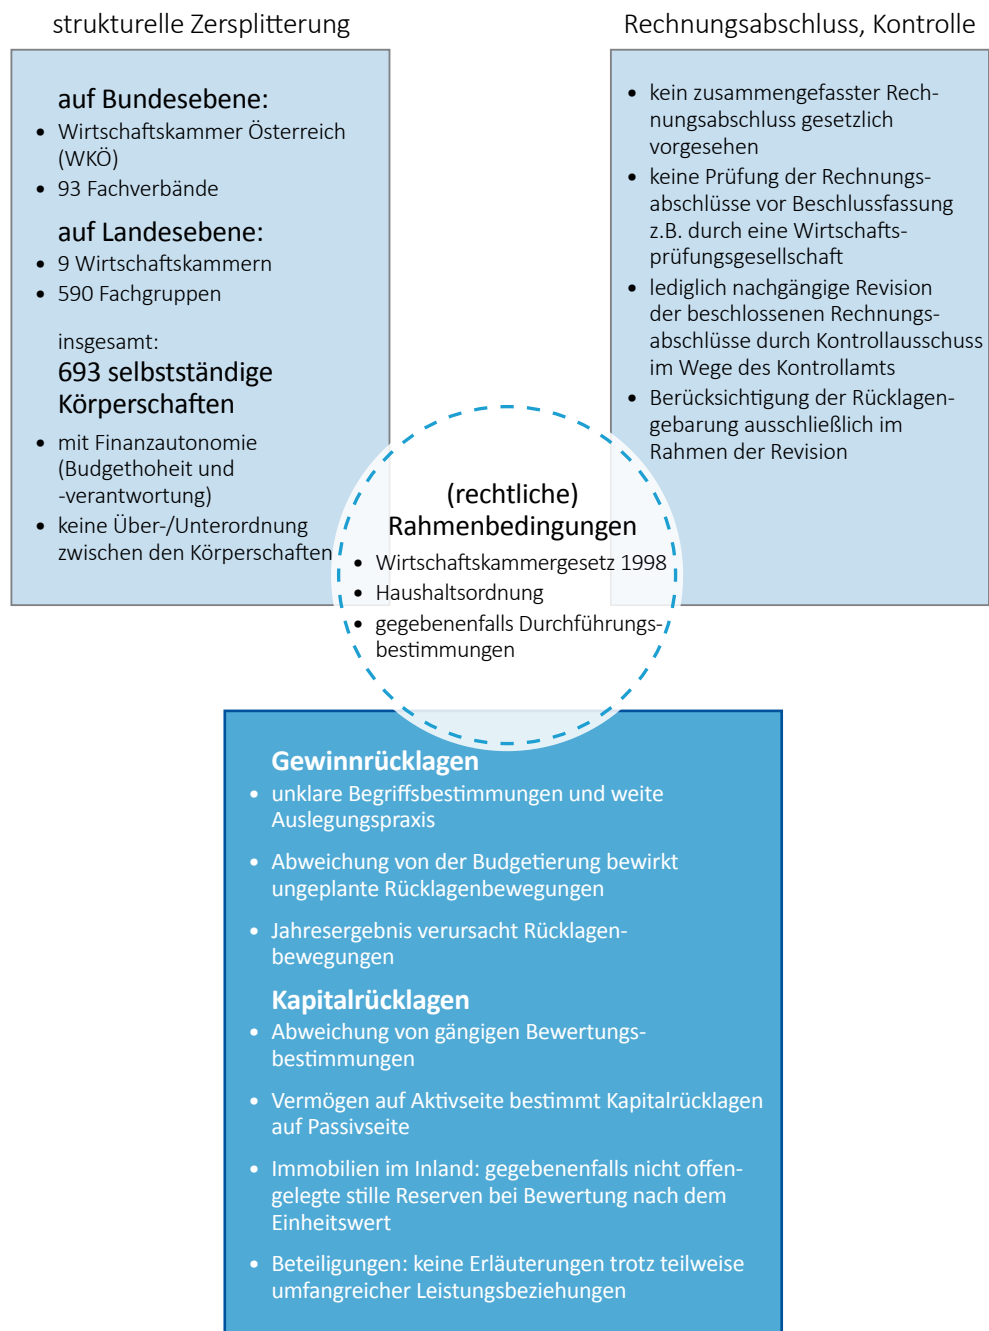 strukturelle Zersplitterung
auf Bundesebene:
• Wirtschaftskammer Österreich
(WKÖ)
• 93 Fachverbände
auf Landesebene:
• 9 Wirtschaftskammern
• 590 Fachgruppen
insgesamt:
693 selbstständige
Körperschaften
• mit Finanzautonomie
(Budgethoheit und
-verantwortung)
• keine Über-/Unterordnung
zwischen den Körperschaften
Rechnungsabschluss, Kontrolle
• kein zusammengefasster Rech-
nungsabschluss gesetzlich
vorgesehen
• keine Prüfung der Rechnungs-
abschlüsse vor Beschlussfassung
z.B. durch eine Wirtschafts-
prüfungsgesellschaft
• lediglich nachgängige Revision
der beschlossenen Rechnungs-
abschlüsse durch Kontrollausschuss
im Wege des Kontrollamts
• Berücksichtigung der Rücklagen-
gebarung ausschließlich im
Rahmen der Revision
(rechtliche)
Rahmenbedingungen
• Wirtschaftskammergesetz 1998
• Haushaltsordnung
• gegebenenfalls Durchführungs-
bestimmungen
Gewinnrücklagen
• unklare Begriffsbestimmungen und weite
Auslegungspraxis
• Abweichung von der Budgetierung bewirkt
ungeplante Rücklagenbewegungen
• Jahresergebnis verursacht Rücklagen-
bewegungen
Kapitalrücklagen
• Abweichung von gängigen Bewertungs-
bestimmungen
• Vermögen auf Aktivseite bestimmt Kapitalrücklagen
auf Passivseite
• Immobilien im Inland: gegebenenfalls nicht offen-
gelegte stille Reserven bei Bewertung nach dem
Einheitswert
• Beteiligungen: keine Erläuterungen trotz teilweise
umfangreicher Leistungsbeziehungen